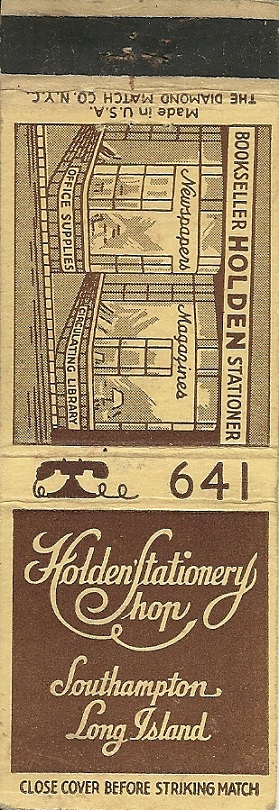 Made in U.S.A.
THE DIAMOND MATCH CO. N.Y.C.
BOOKSELLER HOLDEN STATIONER
Newspapers
Magazines
OFFICE SUPPLIES
CIRCULATING LIBRARY
641
Holden Stationery
Shop
Southampton
Long Island
CLOSE COVER BEFORE STRIKING MATCH